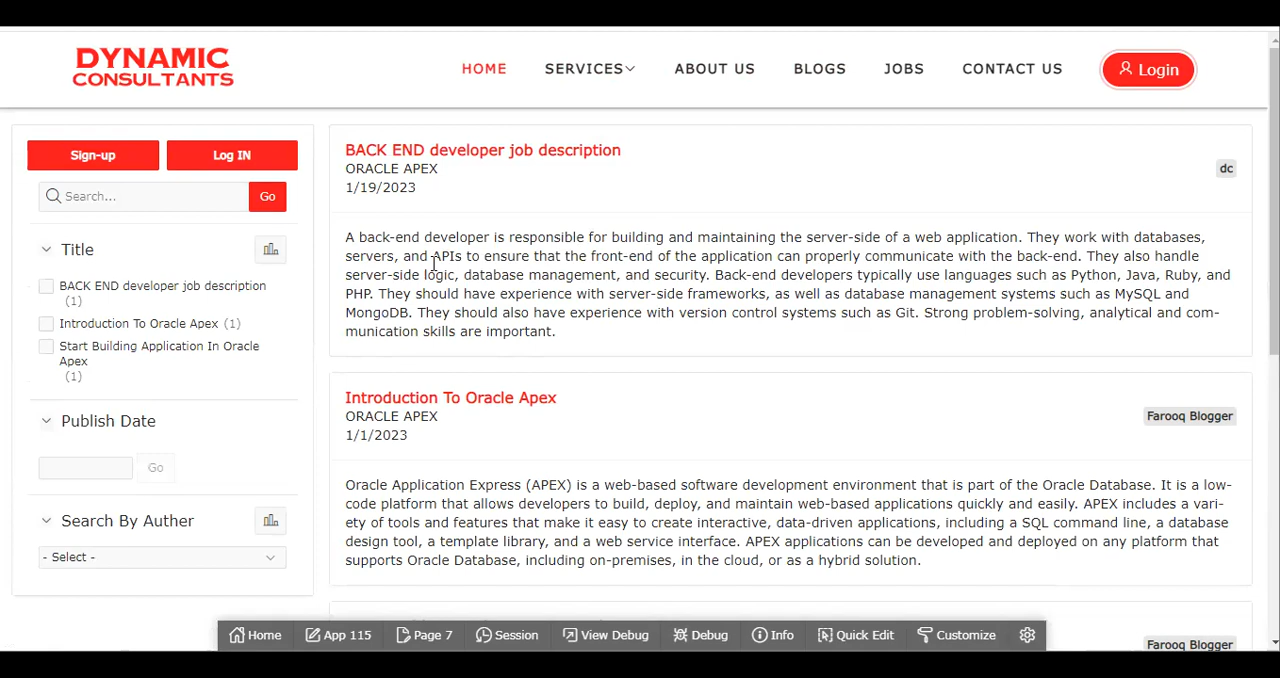 DYNAMIC
CONSULTANTS
HOME SERVICES ABOUT US BLOGS JOBS CONTACT US Login
Sign-up Log IN
Search... Go
Title
BACK END developer job description
(1)
Introduction To Oracle Apex (1)
Start Building Application In Oracle
Apex
(1)
Publish Date
Go
Search By Auther
- Select -
BACK END developer job description
ORACLE APEX
dc
1/19/2023
A back-end developer is responsible for building and maintaining the server-side of a web application. They work with databases,
servers, and APIs to ensure that the front-end of the application can properly communicate with the back-end. They also handle
server-side logic, database management, and security. Back-end developers typically use languages such as Python, Java, Ruby, and
PHP. They should have experience with server-side frameworks, as well as database management systems such as MySQL and
MongoDB. They should also have experience with version control systems such as Git. Strong problem-solving, analytical and com-
munication skills are important.
Introduction To Oracle Apex
ORACLE APEX
Farooq Blogger
1/1/2023
Oracle Application Express (APEX) is a web-based software development environment that is part of the Oracle Database. It is a low-
code platform that allows developers to build, deploy, and maintain web-based applications quickly and easily. APEX includes a vari-
ety of tools and features that make it easy to create interactive, data-driven applications, including a SQL command line, a database
design tool, a template library, and a web service interface. APEX applications can be developed and deployed on any platform that
supports Oracle Database, including on-premises, in the cloud, or as a hybrid solution.
Farooq Blogger
Home App 115 Page 7 Session View Debug Debug Info Quick Edit Customize